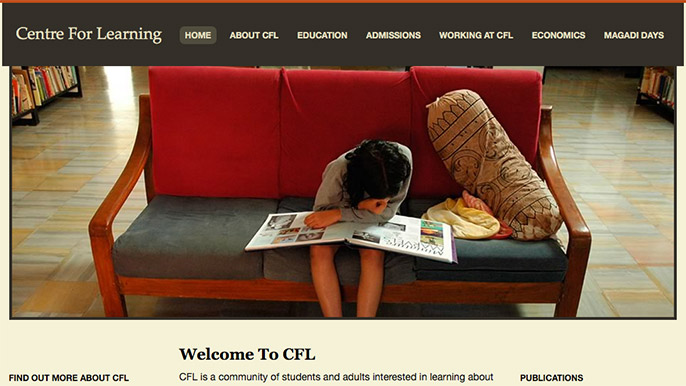 Centre For Learning
HOME ABOUT CFL EDUCATION ADMISSIONS WORKING AT CFL ECONOMICS MAGADI DAYS
Welcome To CFL
FIND OUT MORE ABOUT CFL
CFL is a community of students and adults interested in learning about
PUBLICATIONS